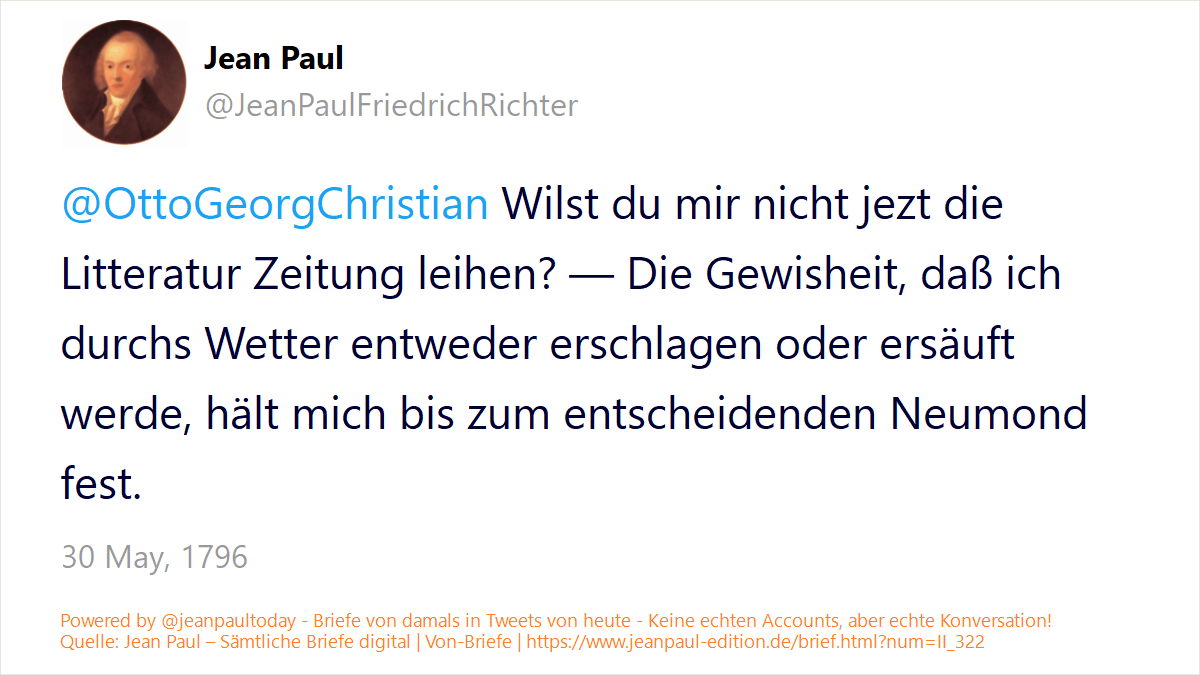 Jean Paul
@JeanPaulFriedrichRichter
@OttoGeorgChristian Wilst du mir nicht jezt die
Litteratur Zeitung leihen? — Die Gewisheit, daß ich
durchs Wetter entweder erschlagen oder ersäuft
werde, hält mich bis zum entscheidenden Neumond
fest.
30 May, 1796
Powered by @jeanpaultoday - Briefe von damals in Tweets von heute - Keine echten Accounts, aber echte Konversation!
Quelle: Jean Paul – Sämtliche Briefe digital | Von-Briefe | https://www.jeanpaul-edition.de/brief.html?num=II_322